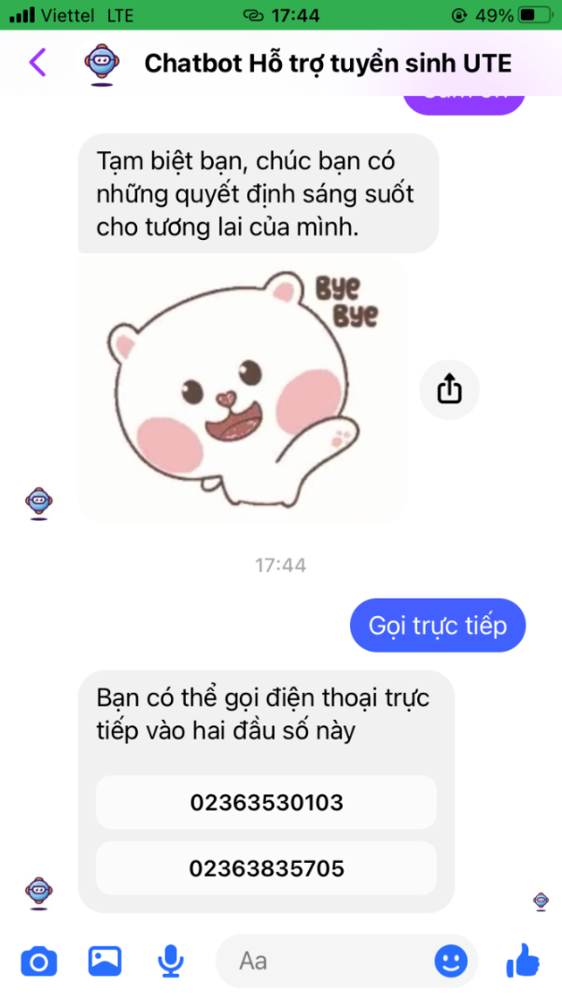 Viettel LTE 17:44 49%
Chatbot Hỗ trợ tuyển sinh UTE
Tạm biệt bạn, chúc bạn có
những quyết định sáng suốt
cho tương lai của mình.
Bye
Bye
17:44
Gọi trực tiếp
Bạn có thể gọi điện thoại trực
tiếp vào hai đầu số này
02363530103
02363835705
Aa